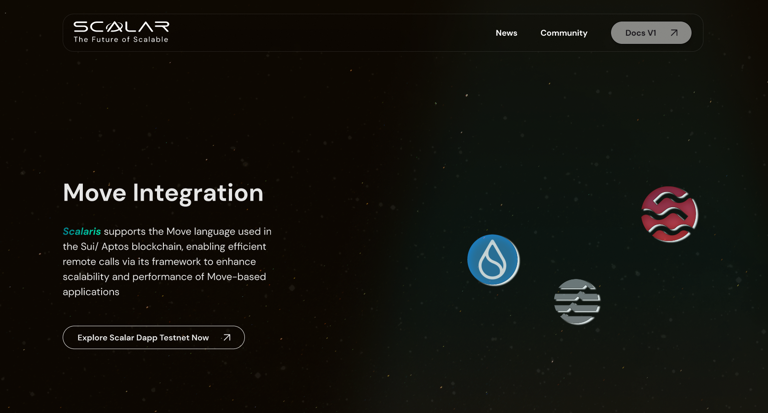 SCALAR
The Future of Scalable
News
Community
Docs V1
Move Integration
Scalaris supports the Move language used in
the Sui/ Aptos blockchain, enabling efficient
remote calls via its framework to enhance
scalability and performance of Move-based
applications
Explore Scalar Dapp Testnet Now